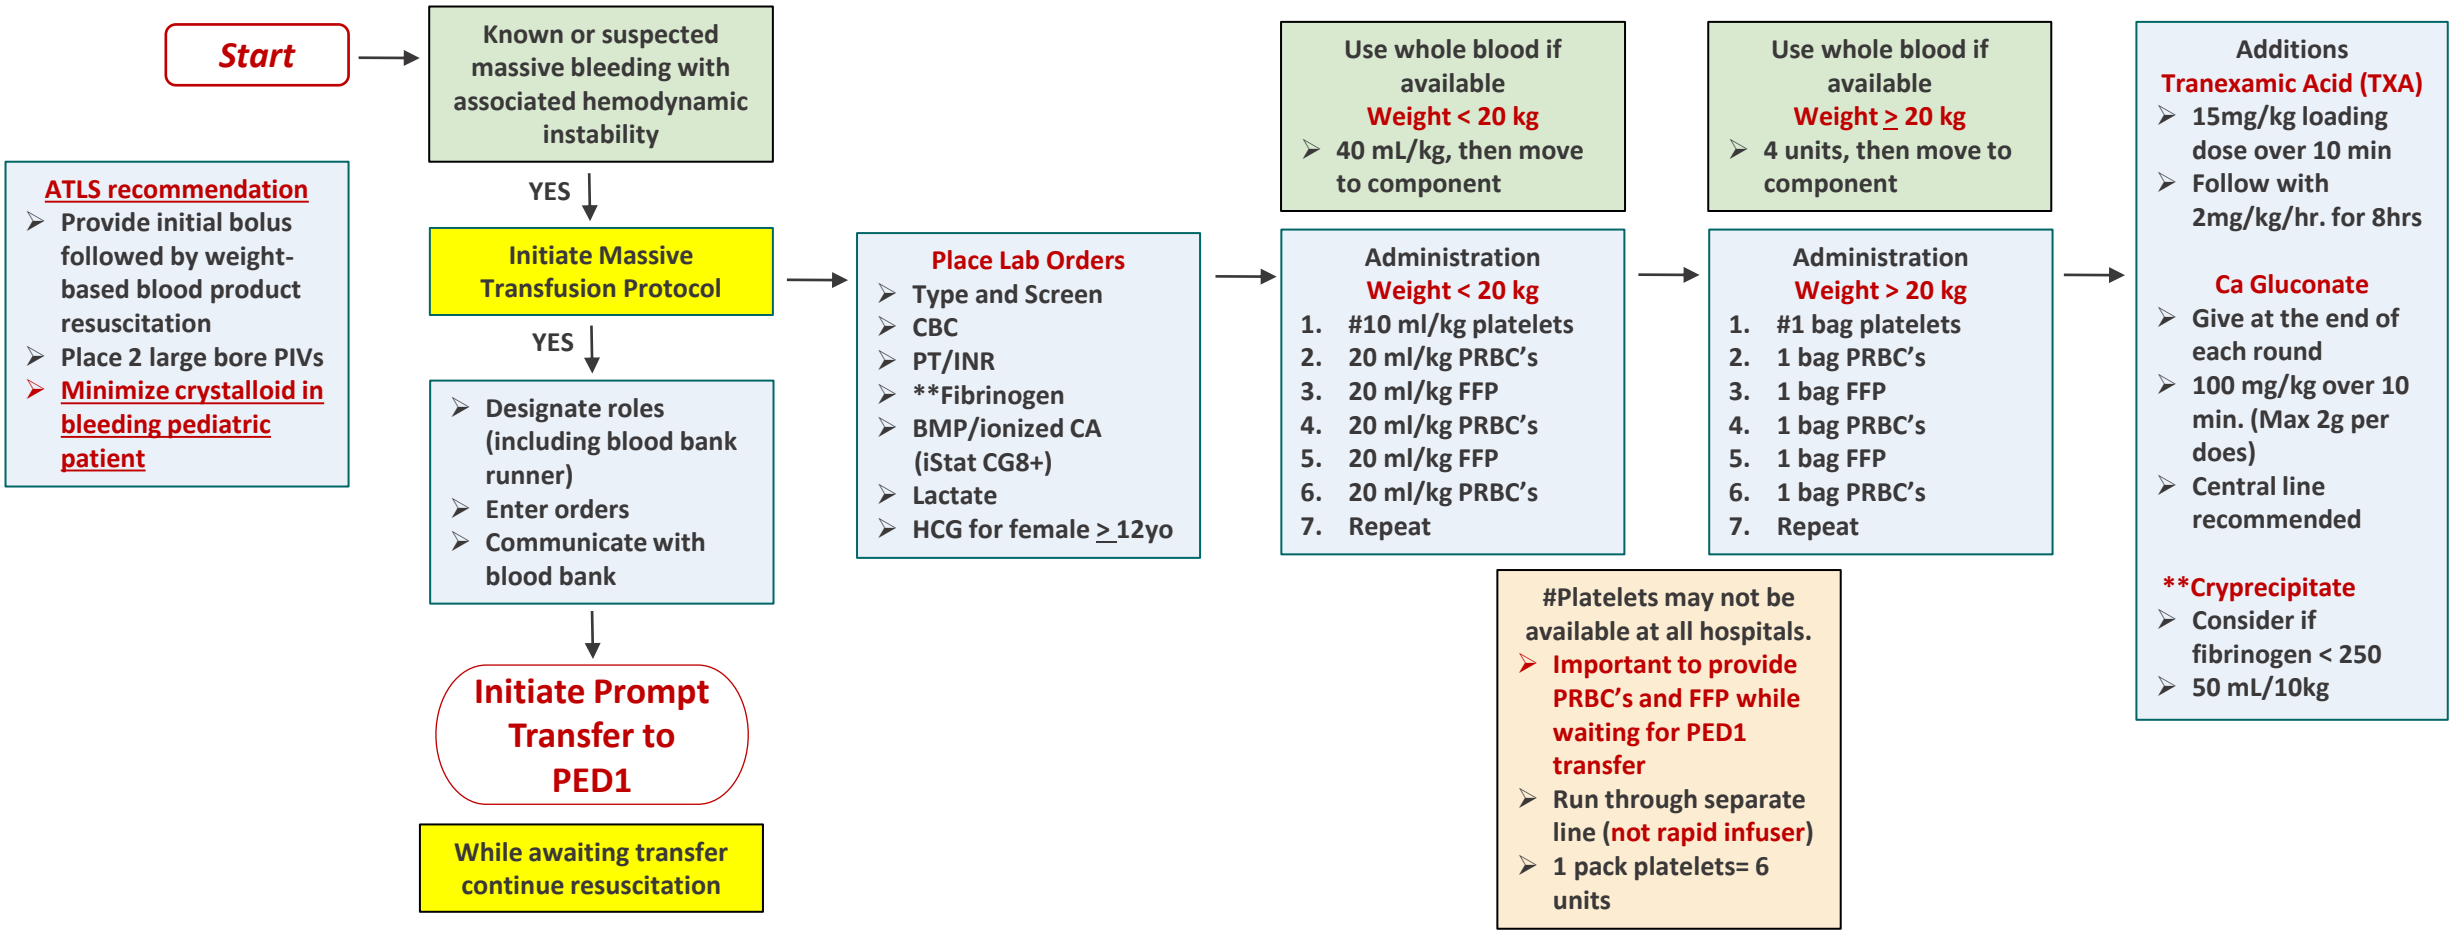 Start
Known or suspected
massive bleeding with
associated hemodynamic
instability
ATLS recommendation
➢ Provide initial bolus
followed by weight-
based blood product
resuscitation
➢ Place 2 large bore PIVs
➢ Minimize crystalloid in
bleeding pediatric
patient
YES
Initiate Massive
Transfusion Protocol
YES
➢ Designate roles
(including blood bank
runner)
➢ Enter orders
➢ Communicate with
blood bank
Initiate Prompt
Transfer to
PED1
While awaiting transfer
continue resuscitation
Place Lab Orders
➢ Type and Screen
➢ CBC
➢ PT/INR
➢ **Fibrinogen
➢ BMP/ionized CA
(iStat CG8+)
➢ Lactate
➢ HCG for female > 12yo
Use whole blood if
available
Weight < 20 kg
➢ 40 mL/kg, then move
to component
Administration
Weight < 20 kg
1. #10 ml/kg platelets
2. 20 ml/kg PRBC’s
3. 20 ml/kg FFP
4. 20 ml/kg PRBC’s
5. 20 ml/kg FFP
6. 20 ml/kg PRBC’s
7. Repeat
Use whole blood if
available
Weight > 20 kg
➢ 4 units, then move to
component
Administration
Weight > 20 kg
1. #1 bag platelets
2. 1 bag PRBC’s
3. 1 bag FFP
4. 1 bag PRBC’s
5. 1 bag FFP
6. 1 bag PRBC’s
7. Repeat
#Platelets may not be
available at all hospitals.
➢ Important to provide
PRBC’s and FFP while
waiting for PED1
transfer
➢ Run through separate
line (not rapid infuser)
➢ 1 pack platelets= 6
units
Additions
Tranexamic Acid (TXA)
➢ 15mg/kg loading
dose over 10 min
➢ Follow with
2mg/kg/hr. for 8hrs
Ca Gluconate
➢ Give at the end of
each round
➢ 100 mg/kg over 10
min. (Max 2g per
does)
➢ Central line
recommended
**Cryprecipitate
➢ Consider if
fibrinogen < 250
➢ 50 mL/10kg